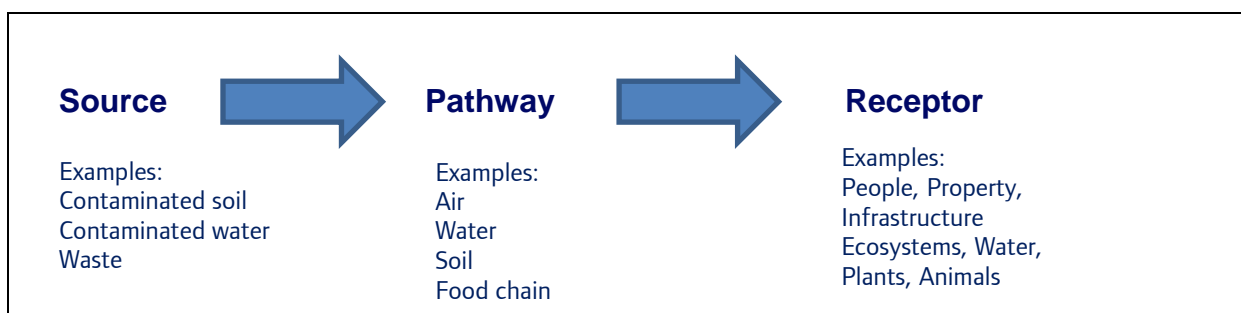 Source
Pathway
Receptor
Examples:
Contaminated soil
Contaminated water
Waste
Examples:
Air
Water
Soil
Food chain
Examples:
People, Property,
Infrastructure
Ecosystems, Water,
Plants, Animals